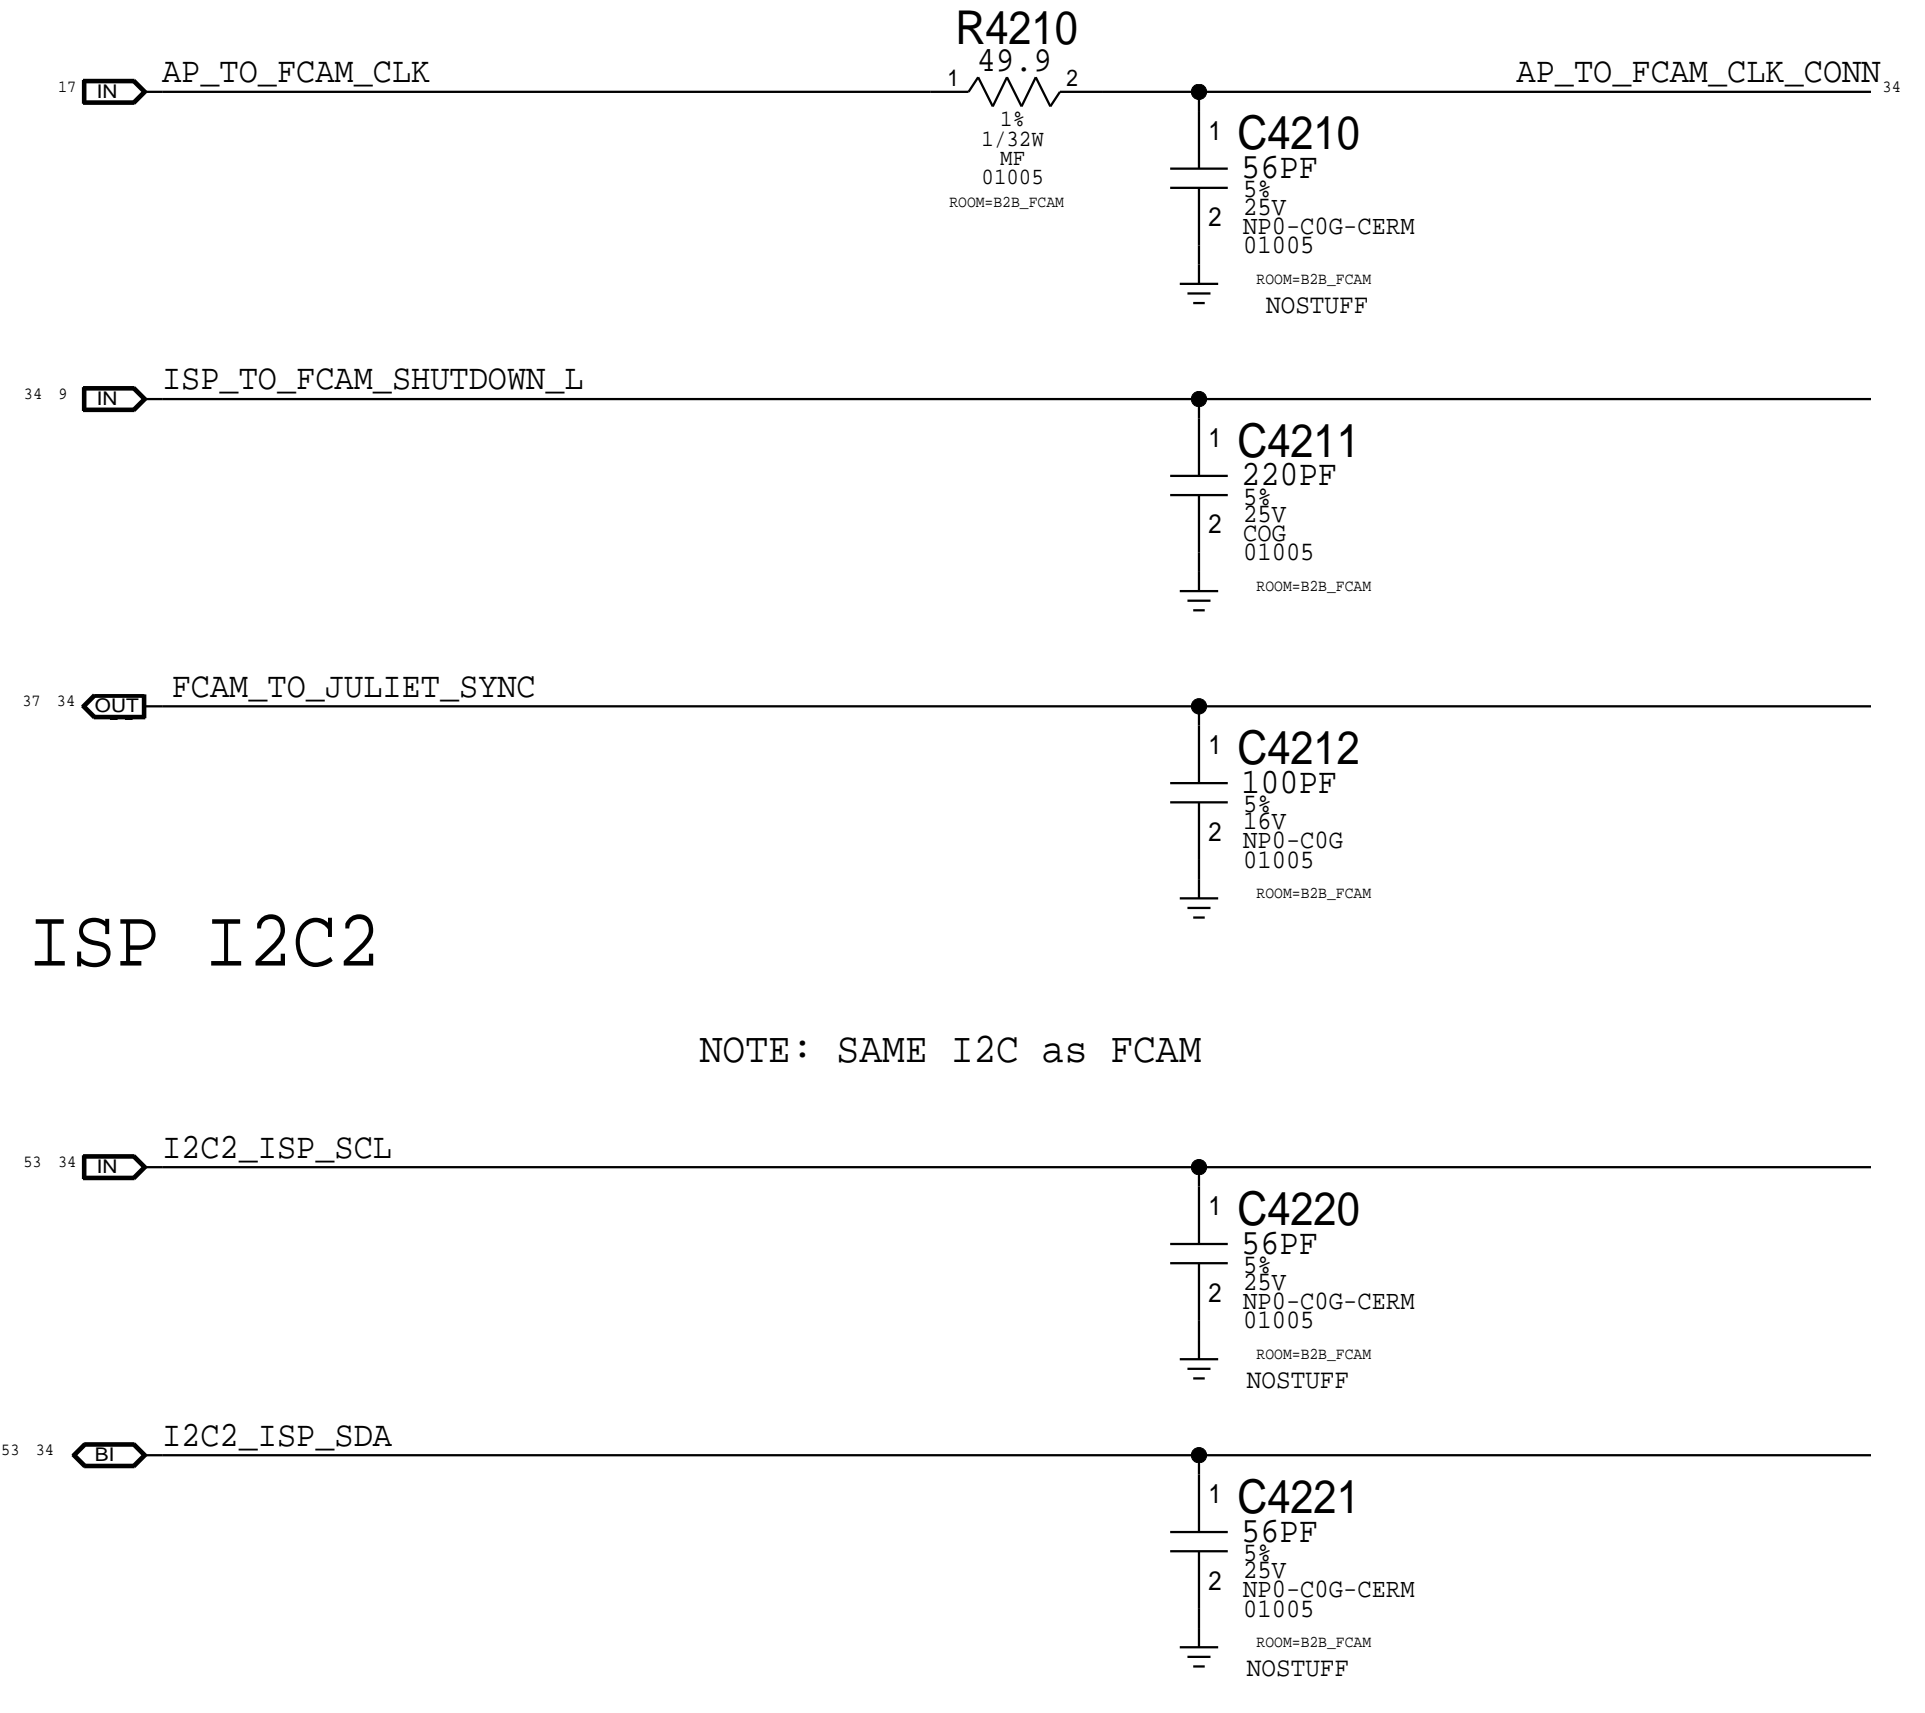 R4210
49.9
17 IN AP_TO_FCAM_CLK 1 2 AP_TO_FCAM_CLK_CONN 34
1%
1/32W
MF
01005
ROOM=B2B_FCAM
1 C4210
56PF
5%
25V
2 NP0-C0G-CERM
01005
ROOM=B2B_FCAM
NOSTUFF
34 9 IN ISP_TO_FCAM_SHUTDOWN_L
1 C4211
220PF
5%
25V
2 COG
01005
ROOM=B2B_FCAM
37 34 OUT FCAM_TO_JULIET_SYNC
1 C4212
100PF
5%
16V
2 NP0-C0G
01005
ROOM=B2B_FCAM
ISP I2C2
NOTE: SAME I2C as FCAM
53 34 IN I2C2_ISP_SCL
1 C4220
56PF
5%
25V
2 NP0-C0G-CERM
01005
ROOM=B2B_FCAM
NOSTUFF
53 34 BI I2C2_ISP_SDA
1 C4221
56PF
5%
25V
2 NP0-C0G-CERM
01005
ROOM=B2B_FCAM
NOSTUFF